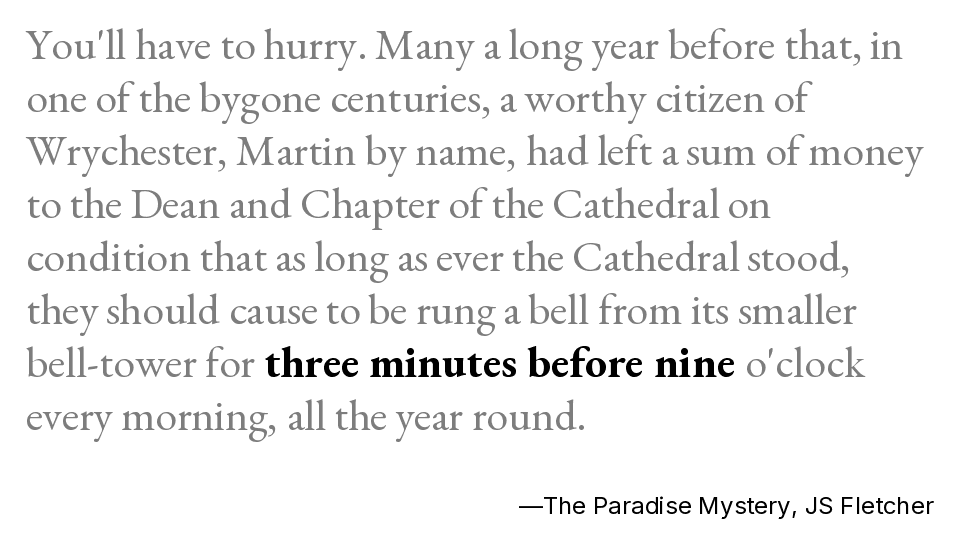 You'll have to hurry. Many a long year before that, in
one of the bygone centuries, a worthy citizen of
Wrychester, Martin by name, had left a sum of money
to the Dean and Chapter of the Cathedral on
condition that as long as ever the Cathedral stood,
they should cause to be rung a bell from its smaller
bell-tower for three minutes before nine o'clock
every morning, all the year round.
—The Paradise Mystery, JS Fletcher